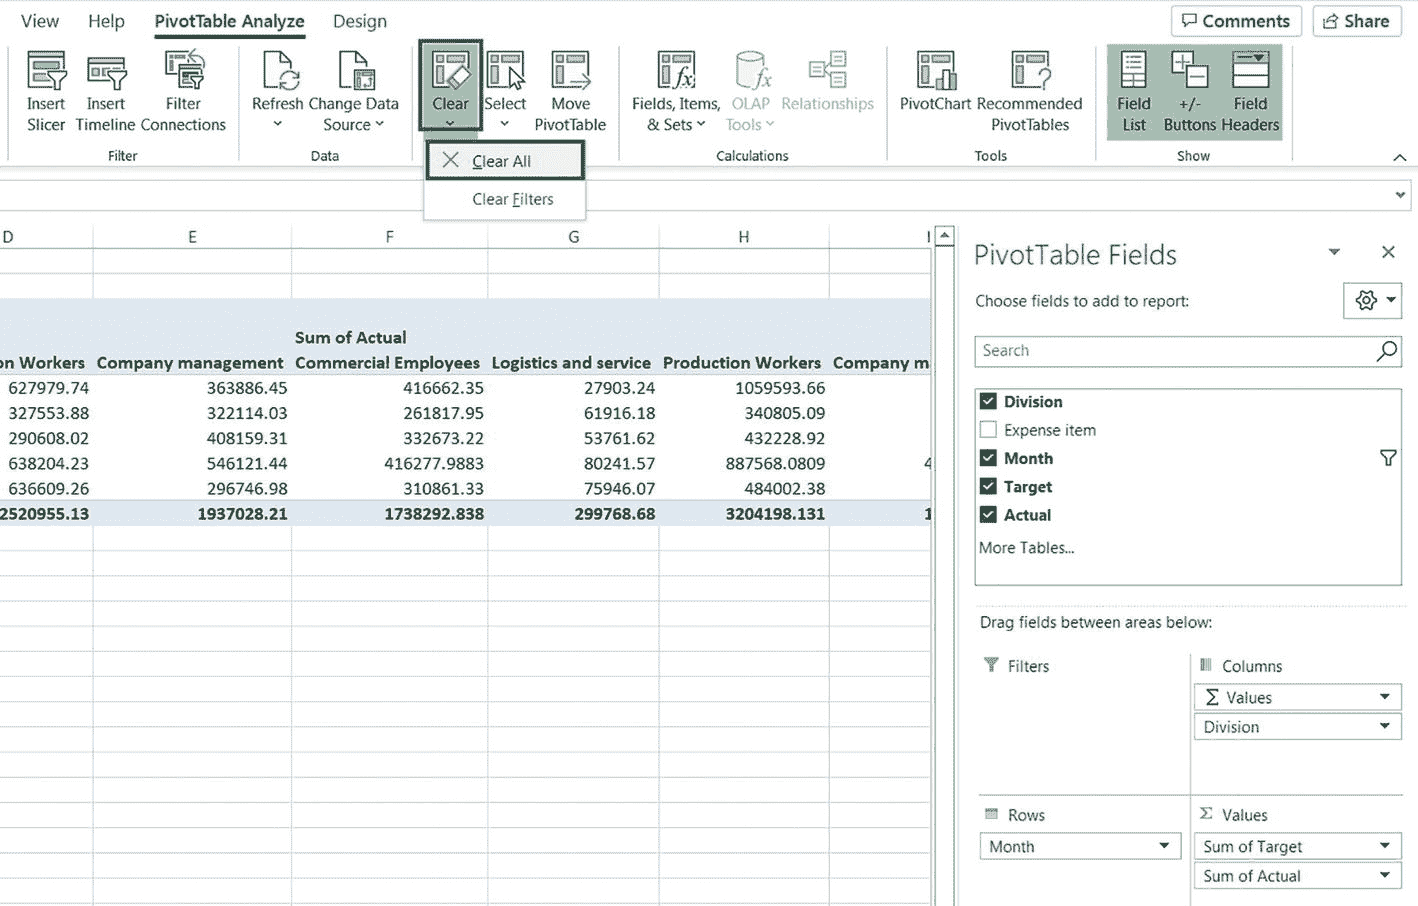 View Help PivotTable Analyze Design Comments Share
Insert Slicer Insert Timeline Filter Connections Refresh Change Data Source Clear Select Move PivotTable Fields, Items, & Sets OLAP Tools Relationships PivotChart Recommended PivotTables Field List +/- Buttons Field Headers
Filter Data Calculations Tools Show
Clear All
Clear Filters
D E F G H I
PivotTable Fields
Choose fields to add to report:
Search
Sum of Actual
on Workers Company management Commercial Employees Logistics and service Production Workers Company m
627979.74 363886.45 416662.35 27903.24 1059593.66
327553.88 322114.03 261817.95 61916.18 340805.09
290608.02 408159.31 332673.22 53761.62 432228.92
638204.23 546121.44 416277.9883 80241.57 887568.0809 4
636609.26 296746.98 310861.33 75946.07 484002.38
2520955.13 1937028.21 1738292.838 299768.68 3204198.131 1
Division
Expense item
Month
Target
Actual
More Tables...
Drag fields between areas below:
Filters
Columns
Σ Values
Division
Rows
Month
Σ Values
Sum of Target
Sum of Actual